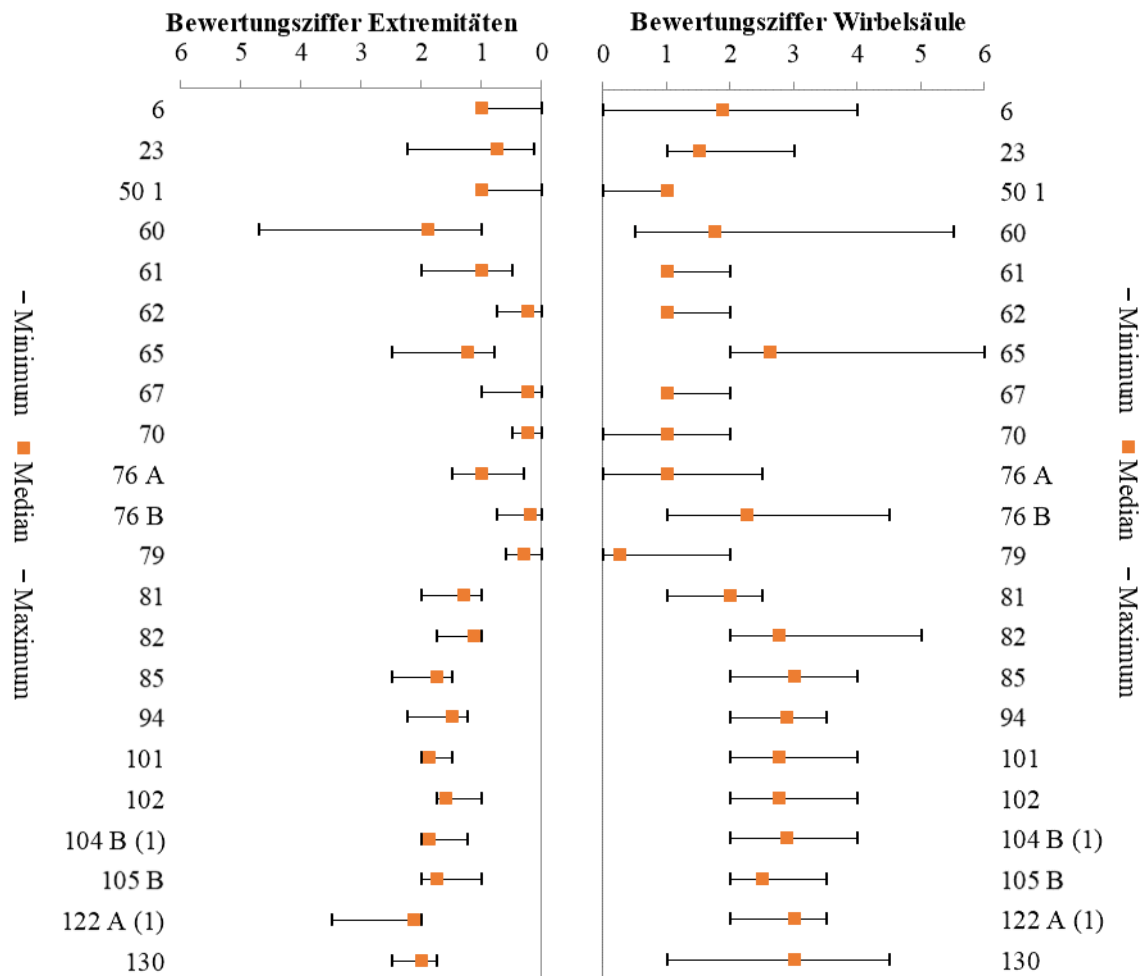 Bewertungsziffer Extremitäten
Bewertungsziffer Wirbelsäule
6 5 4 3 2 1 0
0 1 2 3 4 5 6
6 6
23 23
50 1 50 1
60 60
61 61
62 62
65 65
67 67
70 70
76 A 76 A
76 B 76 B
79 79
81 81
82 82
85 85
94 94
101 101
102 102
104 B (1) 104 B (1)
105 B 105 B
122 A (1) 122 A (1)
130 130
Minimum Median Maximum
Minimum Median Maximum